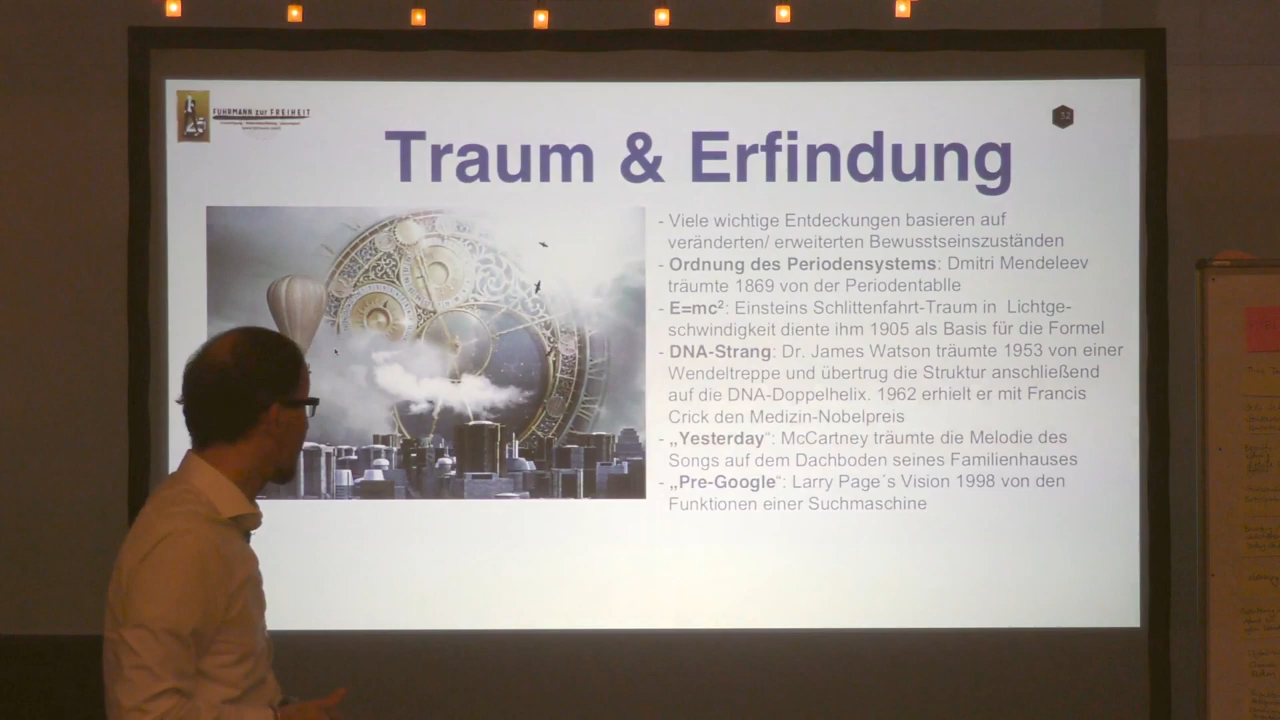 FUHRMANN zur FREIHEIT
32
Traum & Erfindung
- Viele wichtige Entdeckungen basieren auf
veränderten/ erweiterten Bewusstseinszuständen
- Ordnung des Periodensystems: Dmitri Mendeleev
träumte 1869 von der Periodentablle
- E=mc²: Einsteins Schlittenfahrt-Traum in Lichtge-
schwindigkeit diente ihm 1905 als Basis für die Formel
- DNA-Strang: Dr. James Watson träumte 1953 von einer
Wendeltreppe und übertrug die Struktur anschließend
auf die DNA-Doppelhelix. 1962 erhielt er mit Francis
Crick den Medizin-Nobelpreis
- „Yesterday“: McCartney träumte die Melodie des
Songs auf dem Dachboden seines Familienhauses
- „Pre-Google“: Larry Page´s Vision 1998 von den
Funktionen einer Suchmaschine